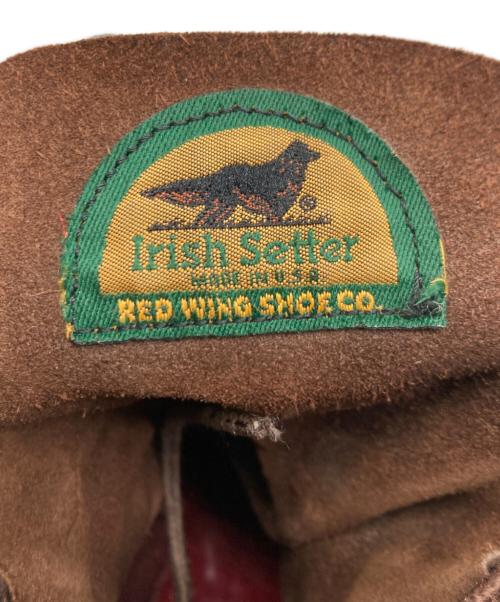 Irish Setter
MADE IN U.S.A
RED WING SHOE CO.